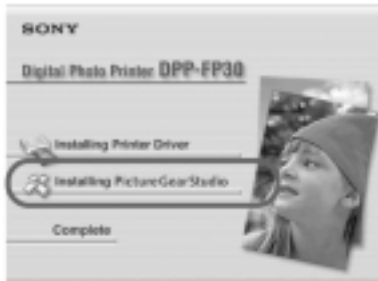 SONY
Digital Photo Printer DPP-FP30
Installing Printer Driver
Installing PictureGearStudio
Complete